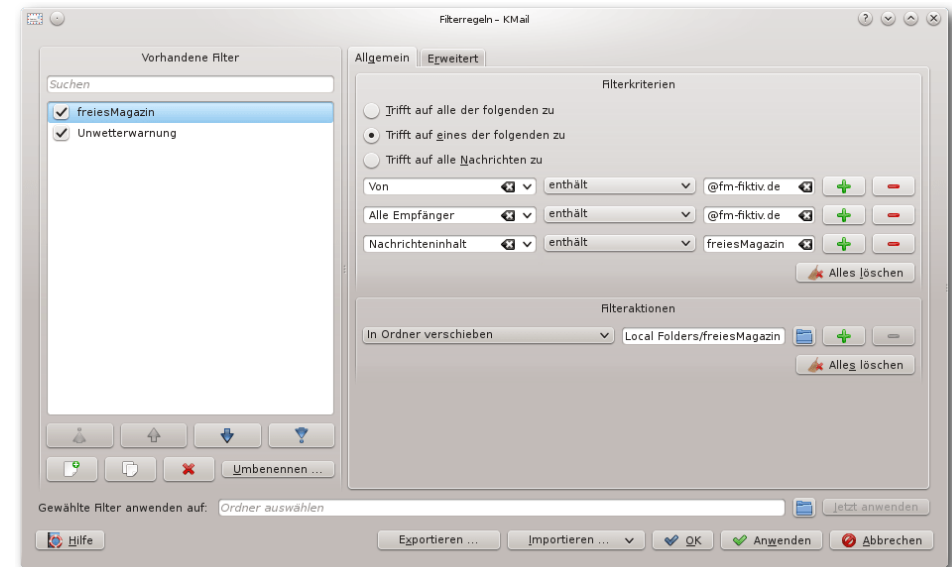 Filterregeln – KMail
Vorhandene Filter
Suchen
freiesMagazin
Unwetterwarnung
Umbenennen ...
Allgemein Erweitert
Filterkriterien
Trifft auf alle der folgenden zu
Trifft auf eines der folgenden zu
Trifft auf alle Nachrichten zu
Von enthält @fm-fiktiv.de
Alle Empfänger enthält @fm-fiktiv.de
Nachrichteninhalt enthält freiesMagazin
Alles löschen
Filteraktionen
In Ordner verschieben Local Folders/freiesMagazin
Alles löschen
Gewählte Filter anwenden auf: Ordner auswählen Jetzt anwenden
Hilfe Exportieren ... Importieren ... OK Anwenden Abbrechen